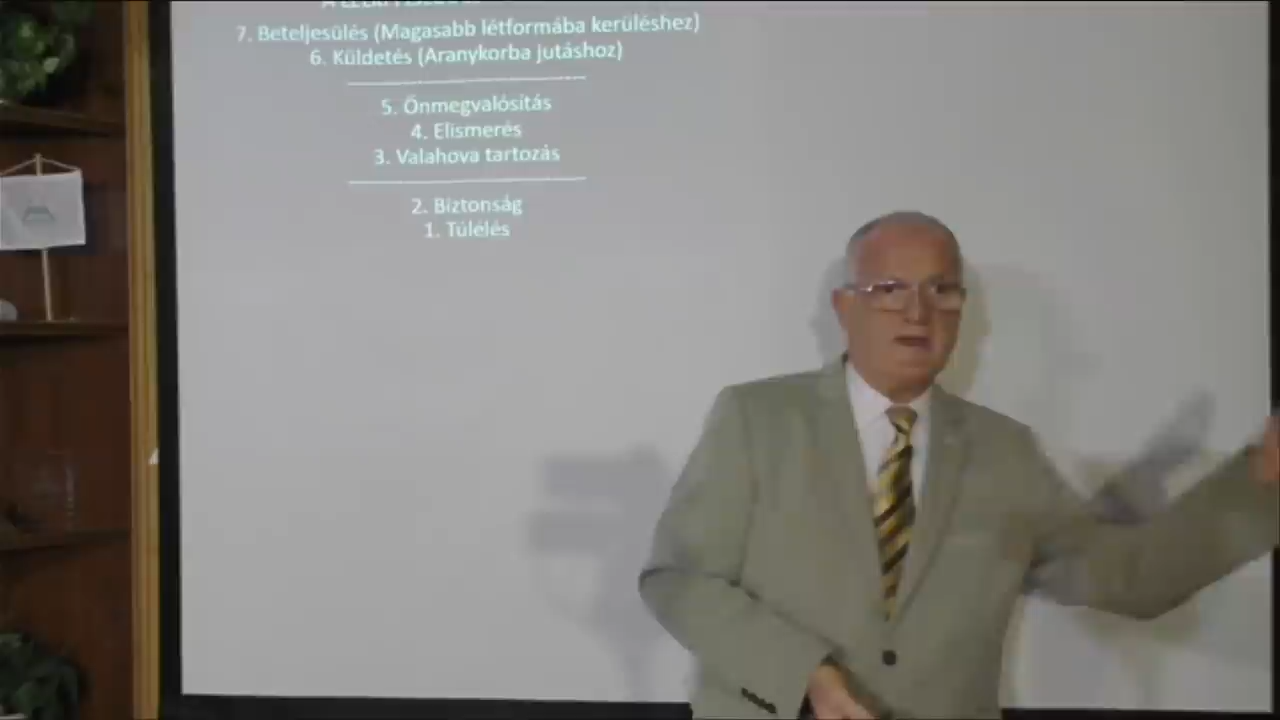 7. Beteljesülés (Magasabb létformába kerüléshez)
6. Küldetés (Aranykorba jutáshoz)
5. Önmegvalósítás
4. Elismerés
3. Valahova tartozás
2. Biztonság
1. Túlélés